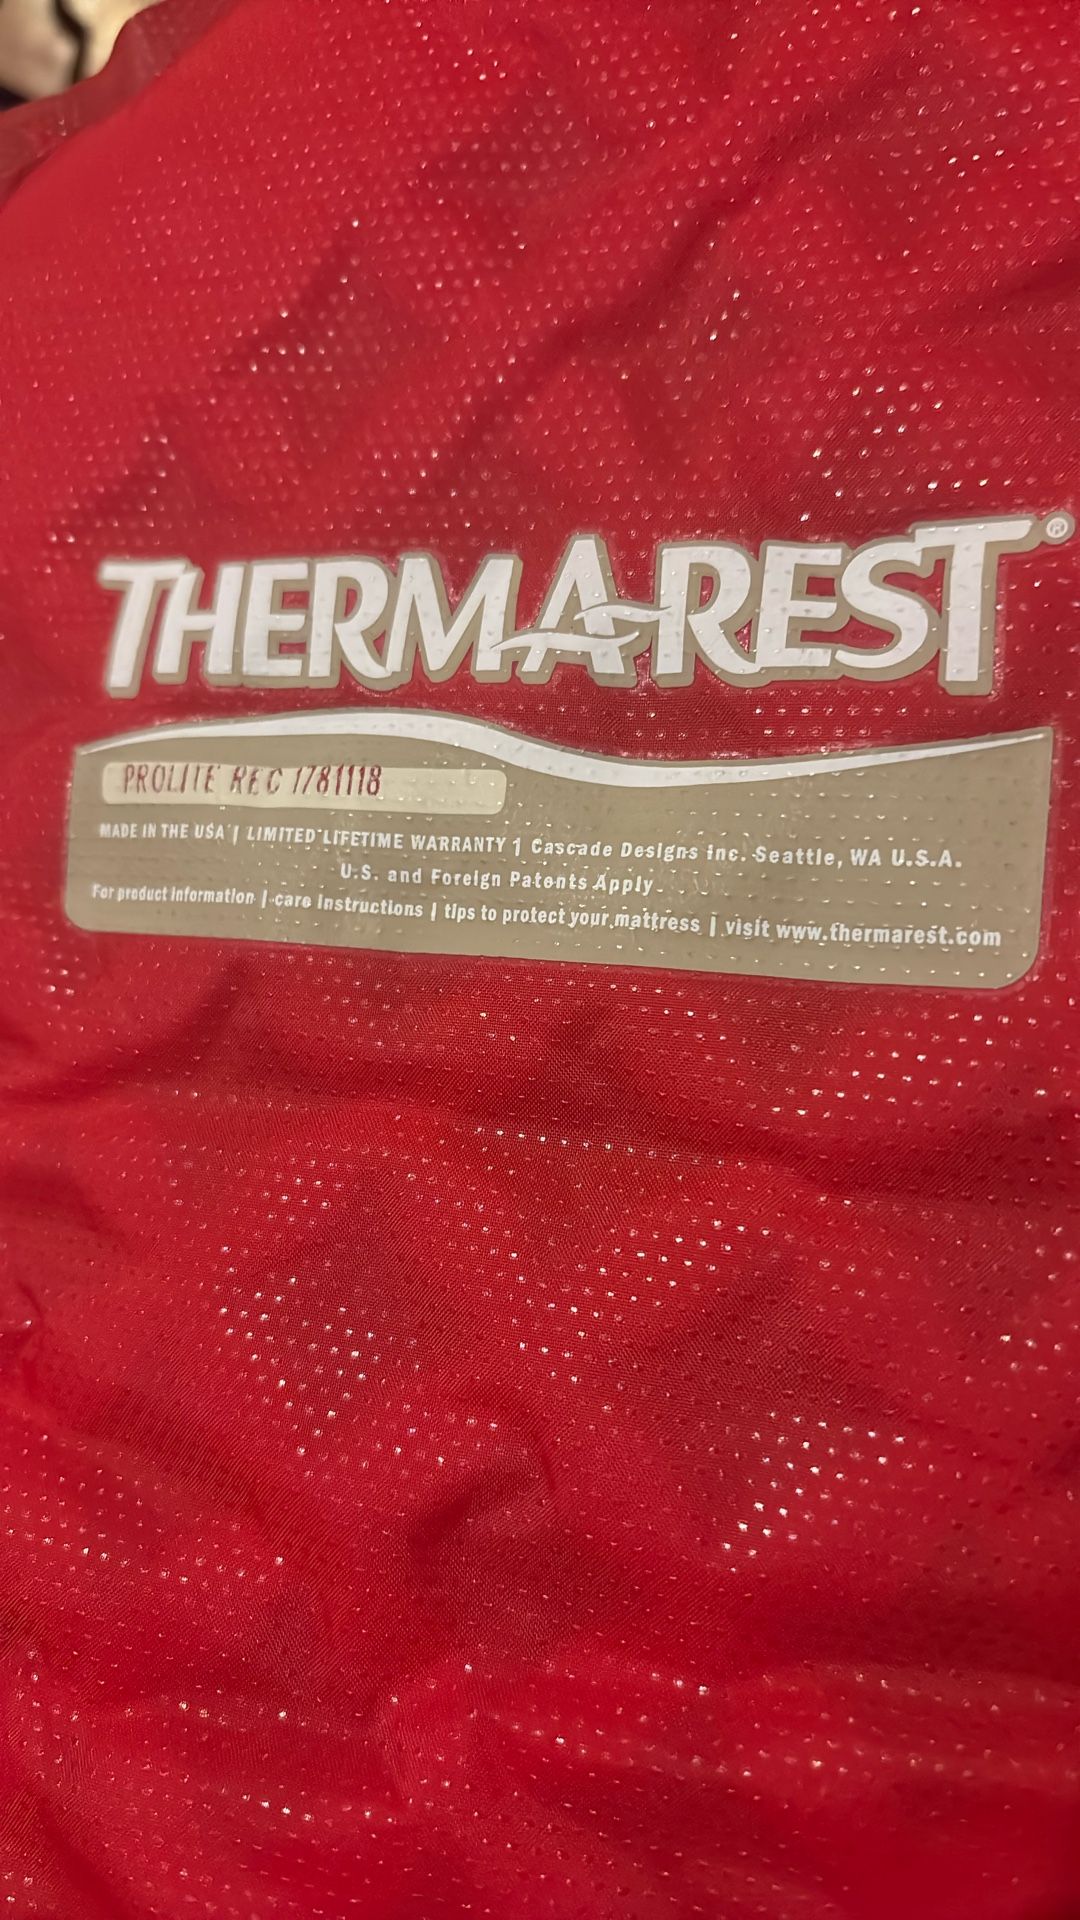 THERMAREST®
PROLITE REG 1781118
MADE IN THE USA | LIMITED LIFETIME WARRANTY | Cascade Designs Inc. Seattle, WA U.S.A.
U.S. and Foreign Patents Apply.
For product information | care instructions | tips to protect your mattress | visit www.thermarest.com